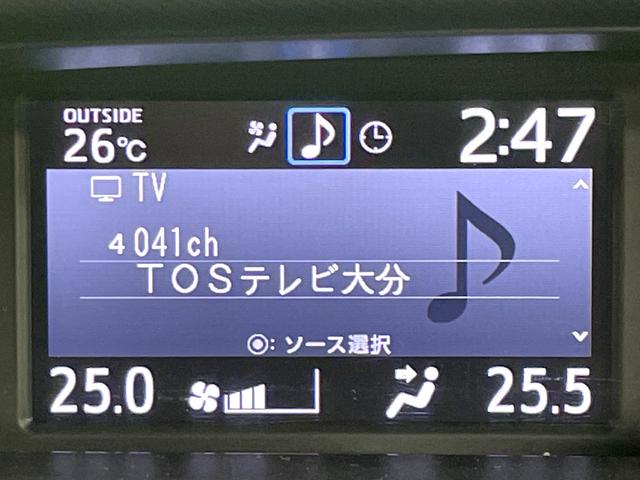 OUTSIDE
26℃
2:47
TV
4 041ch
TOSテレビ大分
◉: ソース選択
25.0
25.5